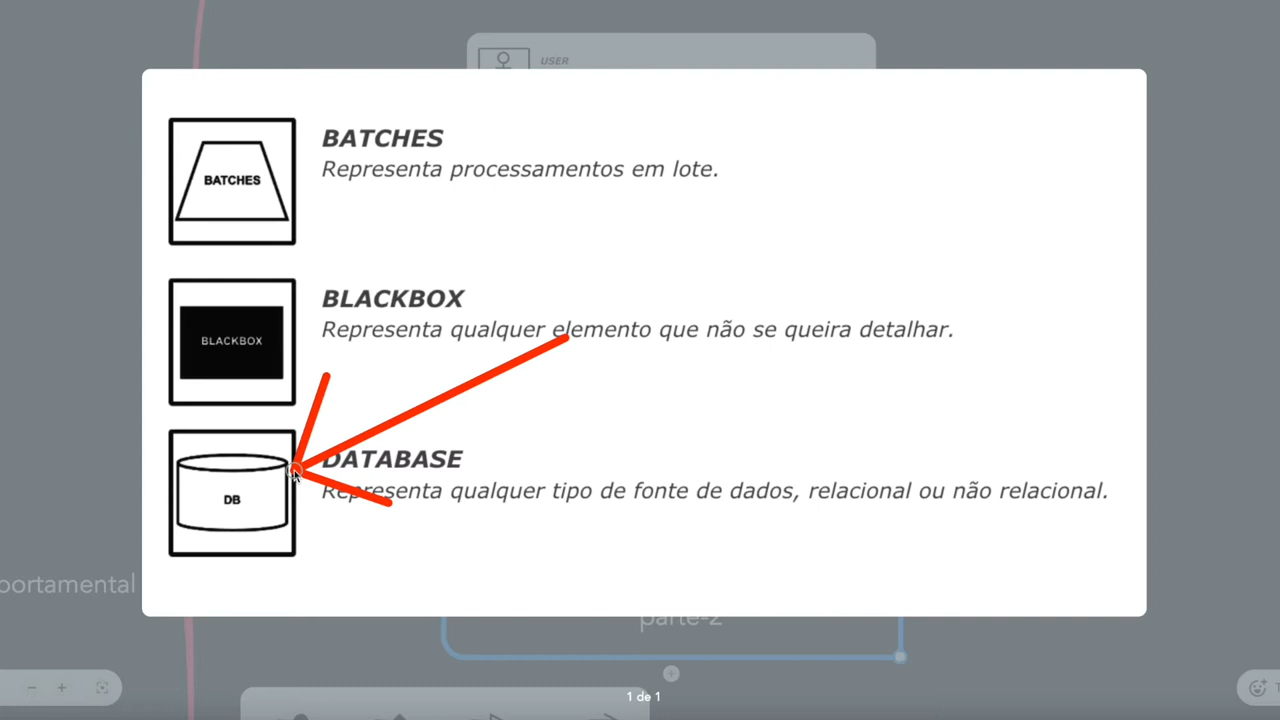 USER
BATCHES
BATCHES
Representa processamentos em lote.
BLACKBOX
BLACKBOX
Representa qualquer elemento que não se queira detalhar.
DATABASE
DB
Representa qualquer tipo de fonte de dados, relacional ou não relacional.
portamental
parte-2
1 de 1